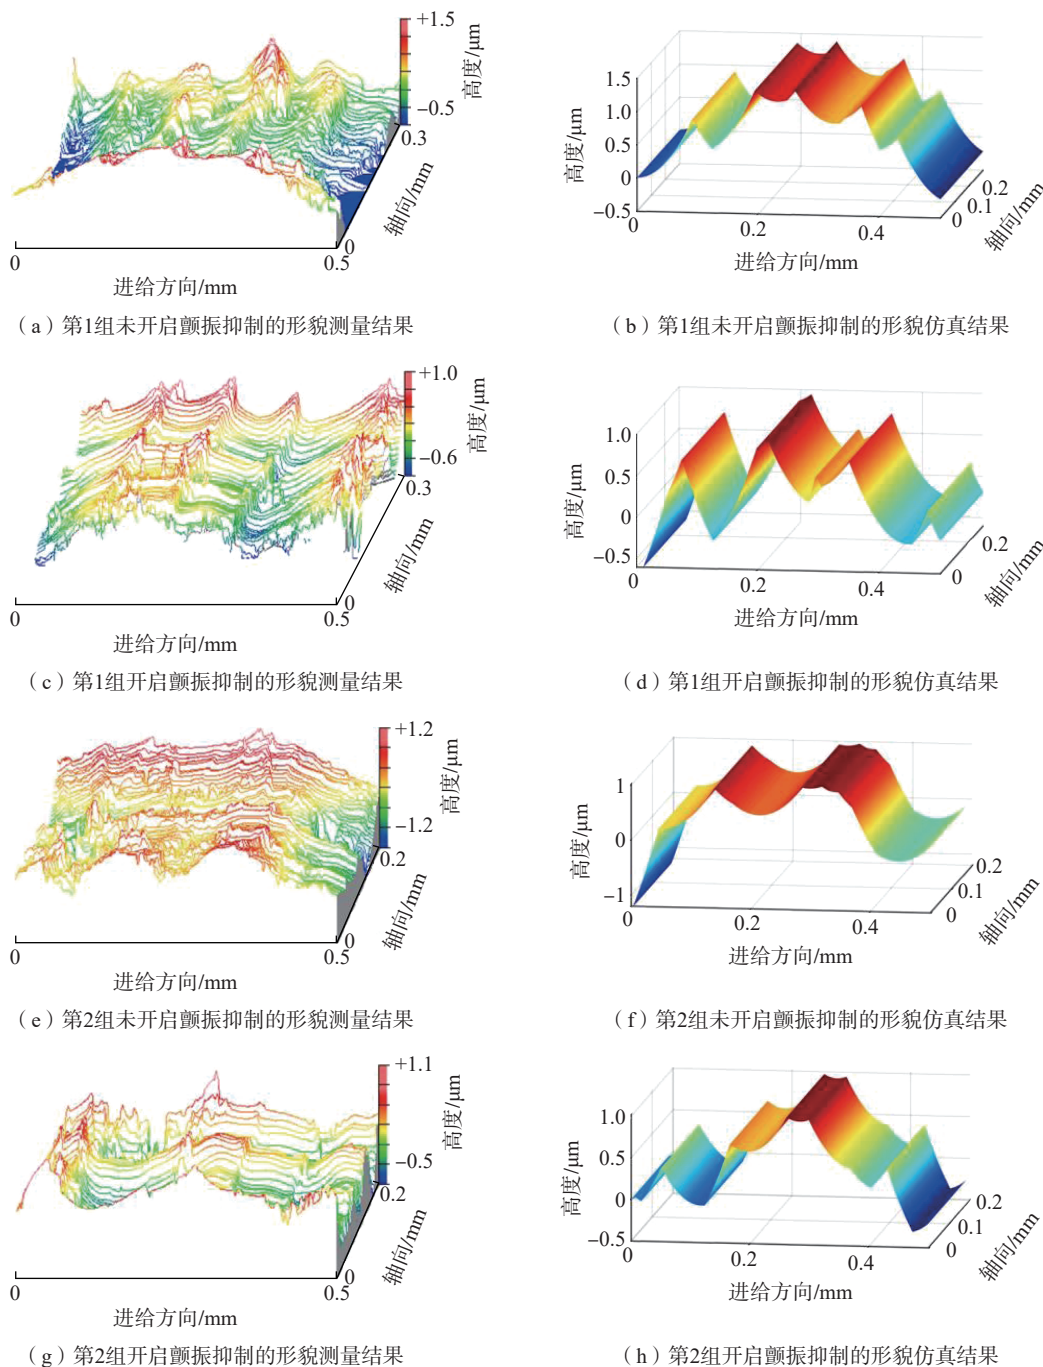 +1.5
高度/μm
−0.5
0.3
轴向/mm
0
0
0.5
进给方向/mm
（a）第1组未开启颤振抑制的形貌测量结果
1.5
1.0
0.5
0
−0.5
高度/μm
0.2
0.4
0.2
0.1
0
轴向/mm
进给方向/mm
（b）第1组未开启颤振抑制的形貌仿真结果
+1.0
高度/μm
−0.6
0.3
轴向/mm
0
0
0.5
进给方向/mm
（c）第1组开启颤振抑制的形貌测量结果
1.0
0.5
0
−0.5
高度/μm
0
0.2
0.4
0.2
0
轴向/mm
进给方向/mm
（d）第1组开启颤振抑制的形貌仿真结果
+1.2
高度/μm
−1.2
0.2
轴向/mm
0
0
0.5
进给方向/mm
（e）第2组未开启颤振抑制的形貌测量结果
1
0
−1
高度/μm
0
0.2
0.4
0.2
0.1
0
轴向/mm
进给方向/mm
（f）第2组未开启颤振抑制的形貌仿真结果
+1.1
高度/μm
−0.5
0.2
轴向/mm
0
0
0.5
进给方向/mm
（g）第2组开启颤振抑制的形貌测量结果
1.0
0.5
0
−0.5
高度/μm
0
0.2
0.4
0.2
0.1
0
轴向/mm
进给方向/mm
（h）第2组开启颤振抑制的形貌仿真结果